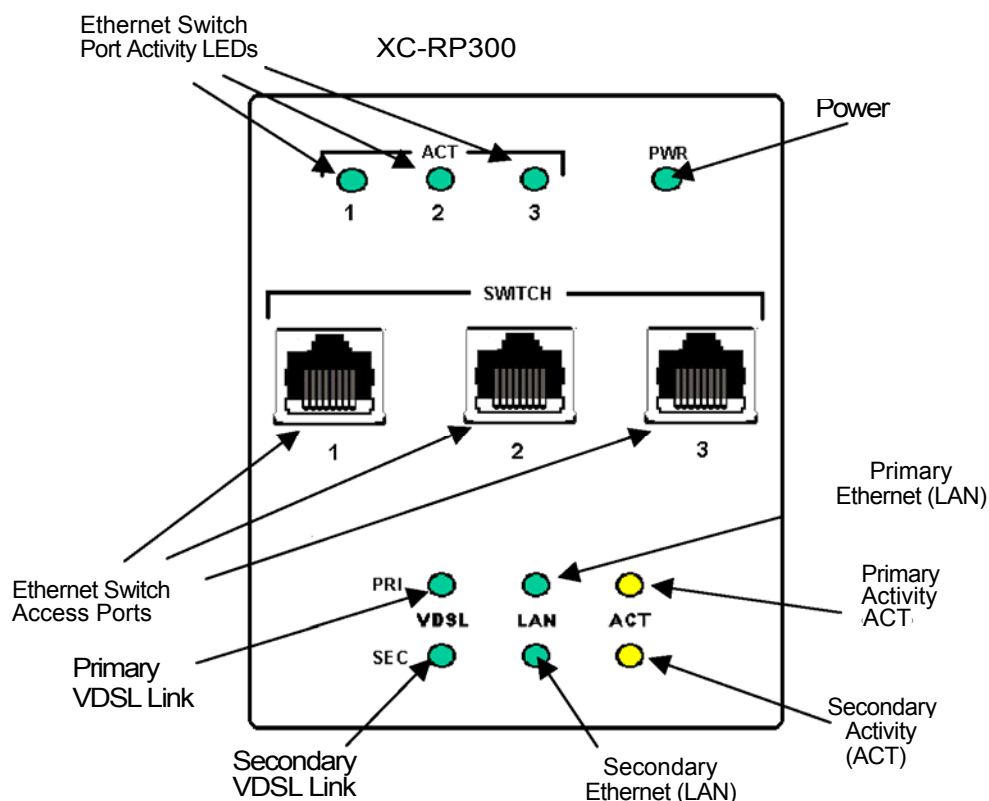 Ethernet Switch
Port Activity LEDs
XC-RP300
Power
ACT
PWR
1 2 3
SWITCH
1 2 3
Primary
Ethernet (LAN)
Ethernet Switch
Access Ports
PRI
VDSL LAN ACT
SEC
Primary
Activity
ACT
Primary
VDSL Link
Secondary
Activity
(ACT)
Secondary
VDSL Link
Secondary
Ethernet (LAN)